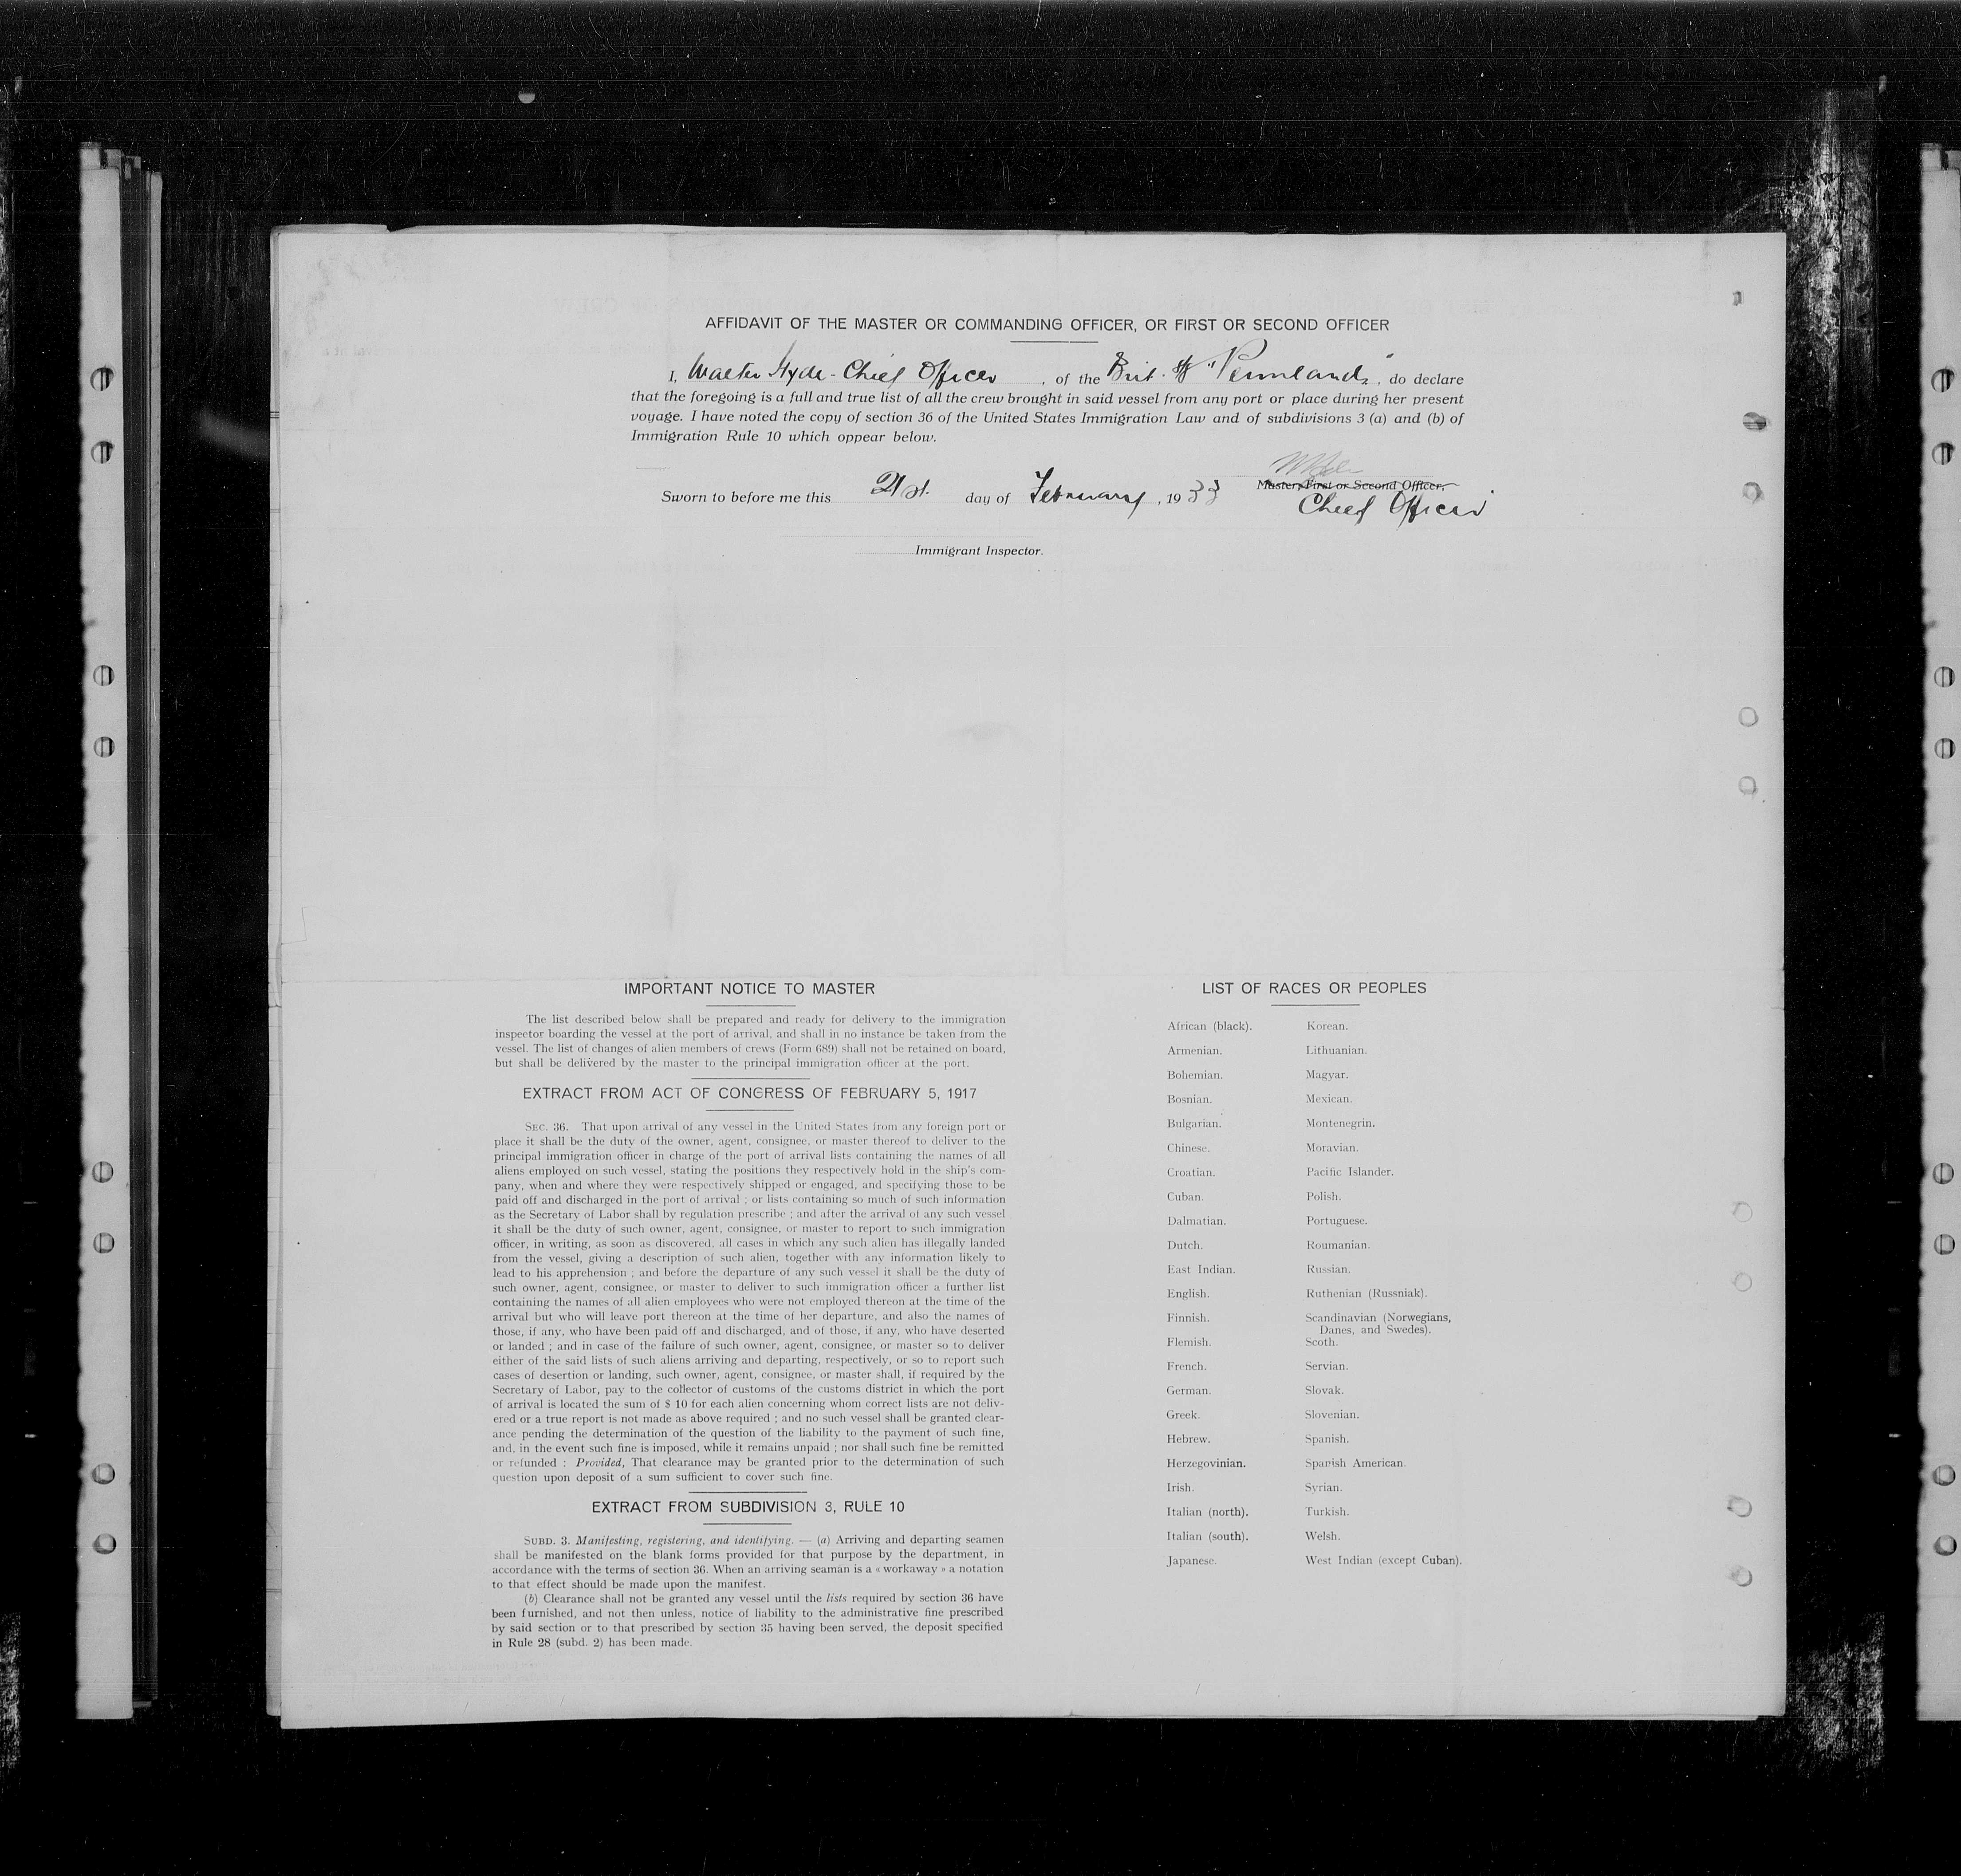 AFFIDAVIT OF THE MASTER OR COMMANDING OFFICER, OR FIRST OR SECOND OFFICER
I, Walter Hyde - Chief Officer, of the Brit. SS "Pennland", do declare
that the foregoing is a full and true list of all the crew brought in said vessel from any port or place during her present
voyage. I have noted the copy of section 36 of the United States Immigration Law and of subdivisions 3 (a) and (b) of
Immigration Rule 10 which oppear below.
Sworn to before me this 21st. day of February, 1933
Master, First or Second Officer.
Chief Officer
Immigrant Inspector.
IMPORTANT NOTICE TO MASTER
The list described below shall be prepared and ready for delivery to the immigration
inspector boarding the vessel at the port of arrival, and shall in no instance be taken from the
vessel. The list of changes of alien members of crews (Form 689) shall not be retained on board,
but shall be delivered by the master to the principal immigration officer at the port.
EXTRACT FROM ACT OF CONGRESS OF FEBRUARY 5, 1917
SEC. 36. That upon arrival of any vessel in the United States from any foreign port or
place it shall be the duty of the owner, agent, consignee, or master thereof to deliver to the
principal immigration officer in charge of the port of arrival lists containing the names of all
aliens employed on such vessel, stating the positions they respectively hold in the ship's com-
pany, when and where they were respectively shipped or engaged, and specifying those to be
paid off and discharged in the port of arrival ; or lists containing so much of such information
as the Secretary of Labor shall by regulation prescribe ; and after the arrival of any such vessel
it shall be the duty of such owner, agent, consignee, or master to report to such immigration
officer, in writing, as soon as discovered, all cases in which any such alien has illegally landed
from the vessel, giving a description of such alien, together with any information likely to
lead to his apprehension ; and before the departure of any such vessel it shall be the duty of
such owner, agent, consignee, or master to deliver to such immigration officer a further list
containing the names of all alien employees who were not employed thereon at the time of the
arrival but who will leave port thereon at the time of her departure, and also the names of
those, if any, who have been paid off and discharged, and of those, if any, who have deserted
or landed ; and in case of the failure of such owner, agent, consignee, or master so to deliver
either of the said lists of such aliens arriving and departing, respectively, or so to report such
cases of desertion or landing, such owner, agent, consignee, or master shall, if required by the
Secretary of Labor, pay to the collector of customs of the customs district in which the port
of arrival is located the sum of $ 10 for each alien concerning whom correct lists are not deliv-
ered or a true report is not made as above required ; and no such vessel shall be granted clear-
ance pending the determination of the question of the liability to the payment of such fine,
and, in the event such fine is imposed, while it remains unpaid ; nor shall such fine be remitted
or refunded : Provided, That clearance may be granted prior to the determination of such
question upon deposit of a sum sufficient to cover such fine.
EXTRACT FROM SUBDIVISION 3, RULE 10
SUBD. 3. Manifesting, registering, and identifying. — (a) Arriving and departing seamen
shall be manifested on the blank forms provided for that purpose by the department, in
accordance with the terms of section 36. When an arriving seaman is a « workaway » a notation
to that effect should be made upon the manifest.
(b) Clearance shall not be granted any vessel until the lists required by section 36 have
been furnished, and not then unless, notice of liability to the administrative fine prescribed
by said section or to that prescribed by section 35 having been served, the deposit specified
in Rule 28 (subd. 2) has been made.
LIST OF RACES OR PEOPLES
African (black).
Armenian.
Bohemian.
Bosnian.
Bulgarian.
Chinese.
Croatian.
Cuban.
Dalmatian.
Dutch.
East Indian.
English.
Finnish.
Flemish.
French.
German.
Greek.
Hebrew.
Herzegovinian.
Irish.
Italian (north).
Italian (south).
Japanese.
Korean.
Lithuanian.
Magyar.
Mexican.
Montenegrin.
Moravian.
Pacific Islander.
Polish.
Portuguese.
Roumanian.
Russian.
Ruthenian (Russniak).
Scandinavian (Norwegians,
Danes, and Swedes).
Scoth.
Servian.
Slovak.
Slovenian.
Spanish.
Spanish American.
Syrian.
Turkish.
Welsh.
West Indian (except Cuban).